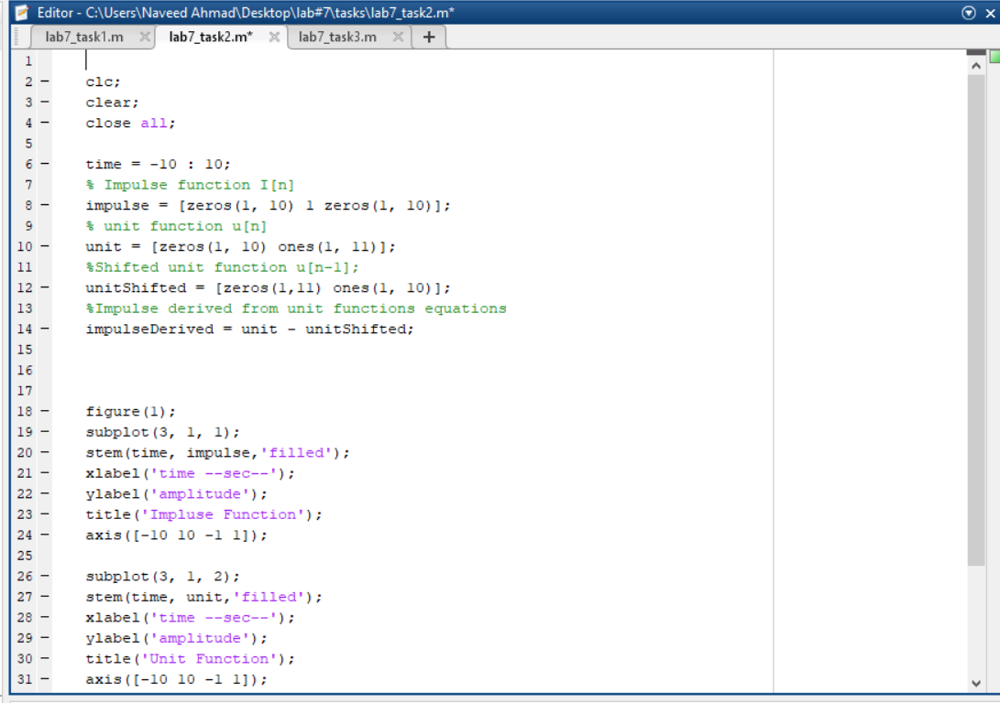 Editor - C:\Users\Naveed Ahmad\Desktop\lab#7\tasks\lab7_task2.m*
lab7_task1.m lab7_task2.m* lab7_task3.m +
1
2 - clc;
3 - clear;
4 - close all;
5
6 - time = -10 : 10;
7 % Impulse function I[n]
8 - impulse = [zeros(1, 10) 1 zeros(1, 10)];
9 % unit function u[n]
10 - unit = [zeros(1, 10) ones(1, 11)];
11 %Shifted unit function u[n-1];
12 - unitShifted = [zeros(1,11) ones(1, 10)];
13 %Impulse derived from unit functions equations
14 - impulseDerived = unit - unitShifted;
15
16
17
18 - figure(1);
19 - subplot(3, 1, 1);
20 - stem(time, impulse,'filled');
21 - xlabel('time --sec--');
22 - ylabel('amplitude');
23 - title('Impluse Function');
24 - axis([-10 10 -1 1]);
25
26 - subplot(3, 1, 2);
27 - stem(time, unit,'filled');
28 - xlabel('time --sec--');
29 - ylabel('amplitude');
30 - title('Unit Function');
31 - axis([-10 10 -1 1]);